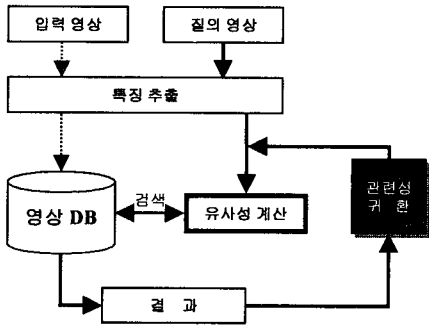 입력 영상
질의 영상
특징 추출
검색
관련성
귀 환
영상 DB
유사성 계산
결 과